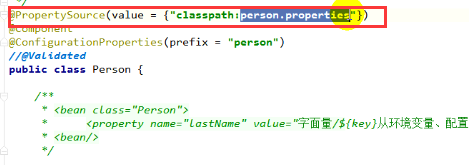 */
@PropertySource(value = {"classpath:person.properties"})
@Component
@ConfigurationProperties(prefix = "person")
//@Validated
public class Person {
/**
* <bean class="Person">
* <property name="lastName" value="字面量/${key}从环境变量、配置
* <bean/>
*/